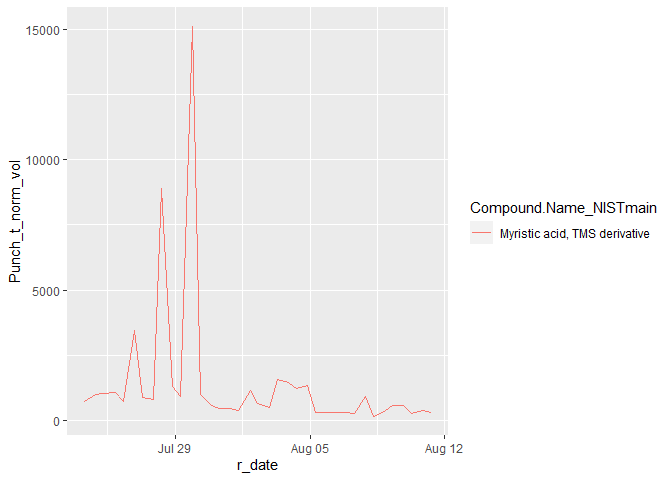 15000
10000
5000
0
Punch_t_norm_vol
Jul 29
Aug 05
Aug 12
r_date
Compound.Name_NISTmain
Myristic acid, TMS derivative